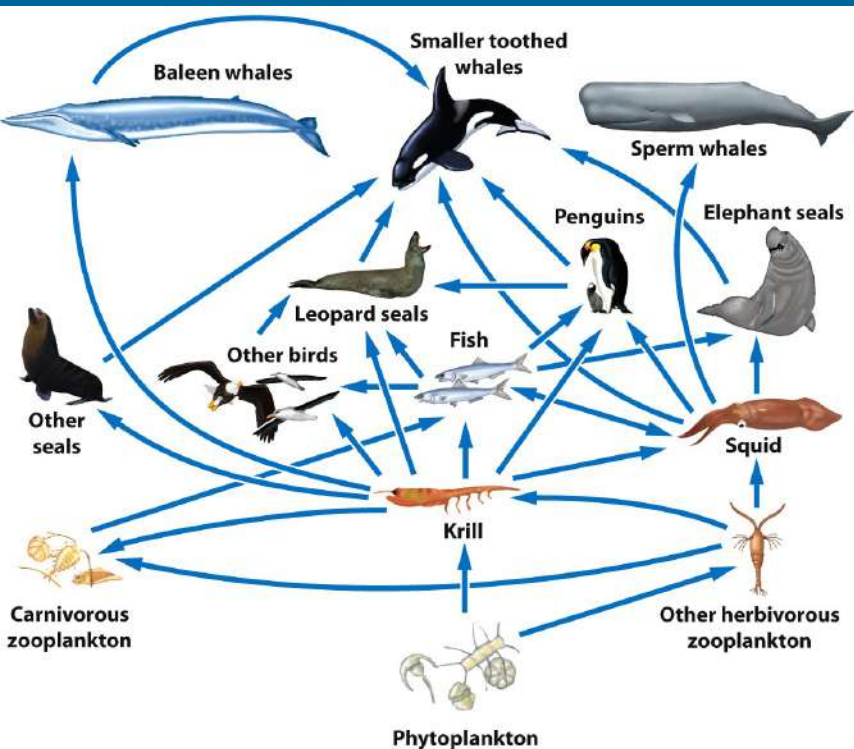 Smaller toothed
whales
Baleen whales
Sperm whales
Penguins
Elephant seals
Leopard seals
Fish
Other birds
Other
seals
Squid
Krill
Carnivorous
zooplankton
Other herbivorous
zooplankton
Phytoplankton